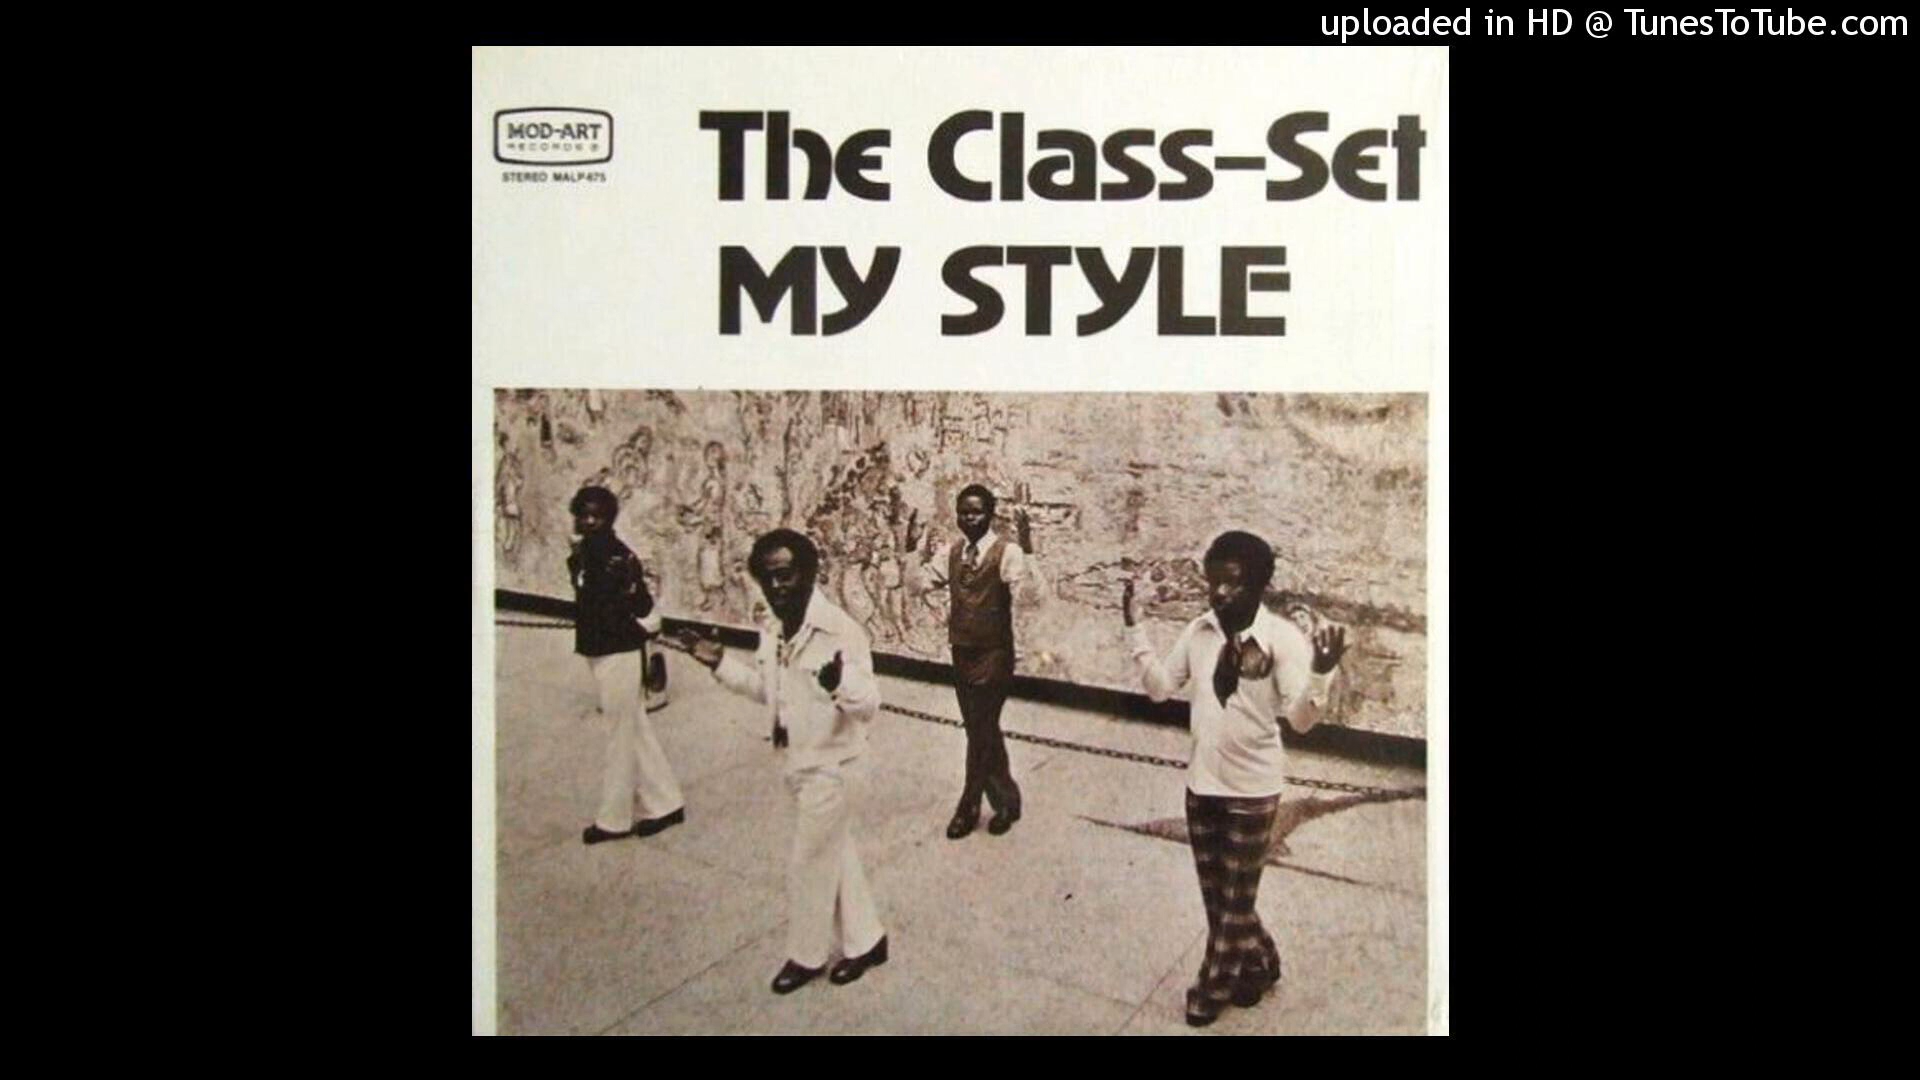 uploaded in HD @ TunesToTube.com
MOD-ART
RECORDS ®
STEREO MALP-675
The Class-Set
MY STYLE